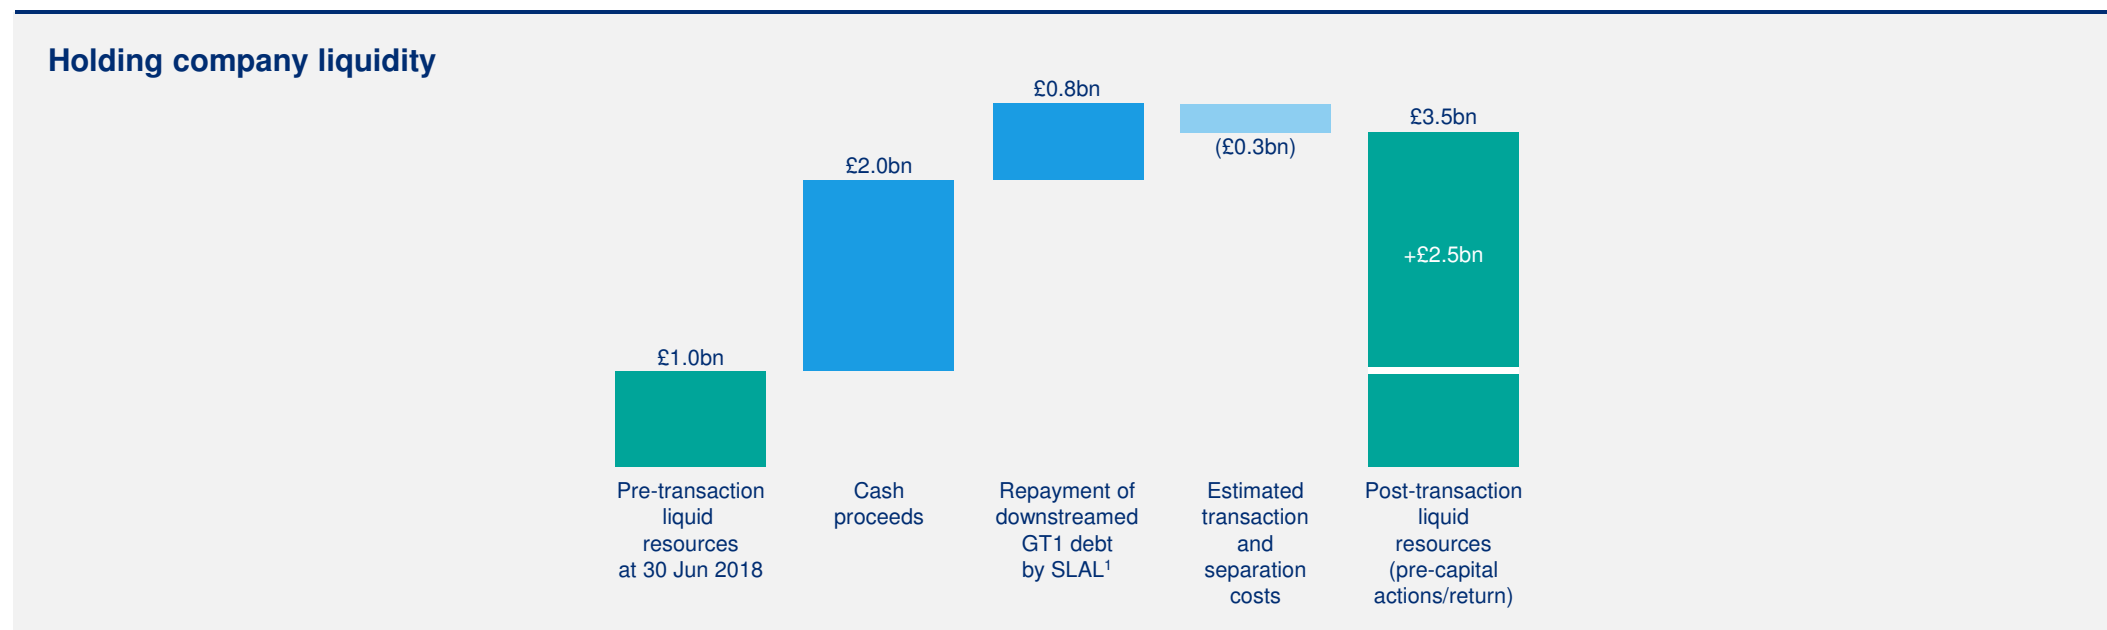 Holding company liquidity
£1.0bn
£2.0bn
£0.8bn
(£0.3bn)
£3.5bn
+£2.5bn
Pre-transaction
liquid
resources
at 30 Jun 2018
Cash
proceeds
Repayment of
downstreamed
GT1 debt
by SLAL¹
Estimated
transaction
and
separation
costs
Post-transaction
liquid
resources
(pre-capital
actions/return)